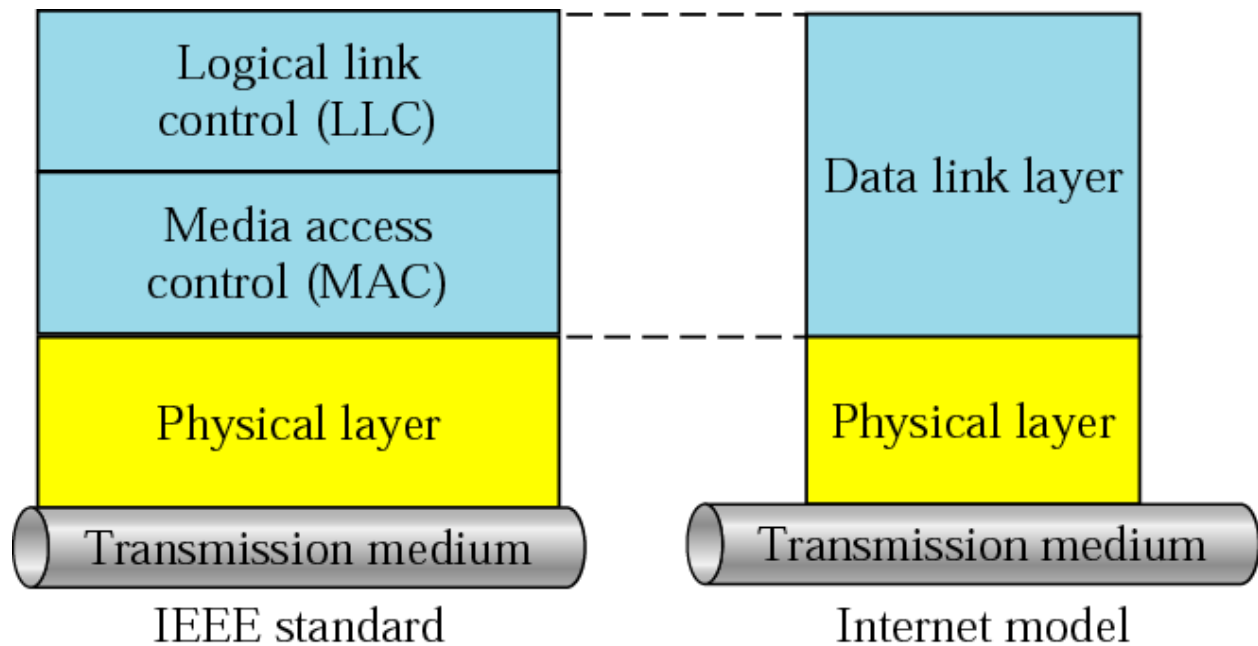 Logical link
control (LLC)
Media access
control (MAC)
Physical layer
Transmission medium
IEEE standard
Data link layer
Physical layer
Transmission medium
Internet model